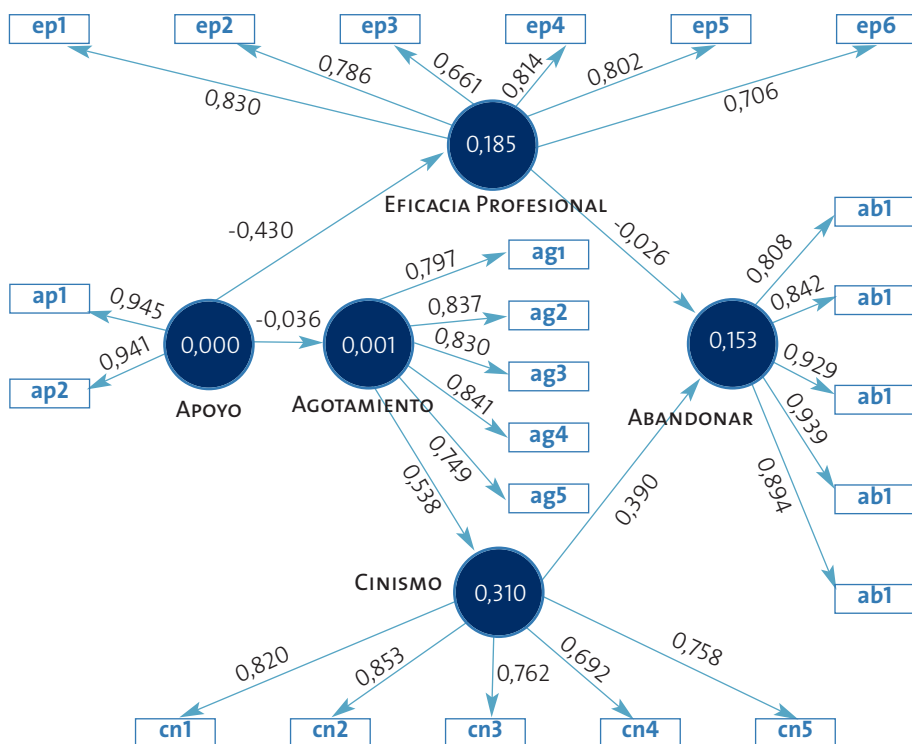 ep1 ep2 ep3 ep4 ep5 ep6
0,830 0,786 0,661 0,814 0,802 0,706
0,185
Eficacia Profesional
-0,430
-0,026
ap1 ap2
0,945
0,941
0,000
Apoyo
-0,036
0,001
Agotamiento
0,797 ag1
0,837 ag2
0,830 ag3
0,841 ag4
0,749 ag5
0,538
0,153
Abandonar
0,808 ab1
0,842 ab1
0,929 ab1
0,939 ab1
0,894 ab1
0,390
Cinismo
0,310
0,820 0,853 0,762 0,692 0,758
cn1 cn2 cn3 cn4 cn5